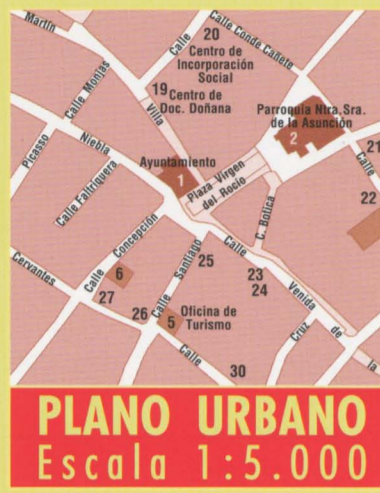 Martín
Calle Conde Cañete
20
Calle
Centro de
Incorporación
Social
Calle Monjas
19 Centro de
Doc. Doñana
Villa
Parroquia Ntra. Sra.
de la Asunción
2
Picasso
Niebla
21
Calle
Ayuntamiento
1
Plaza Virgen
del Rocío
Calle Faltriquera
22
C. Botica
Calle Concepción
Calle
Cervantes
Calle Santiago
25
6
23
24
Venida
27
26
5
Oficina de
Turismo
Cruz
de
la
Calle
30
PLANO URBANO
Escala 1:5.000